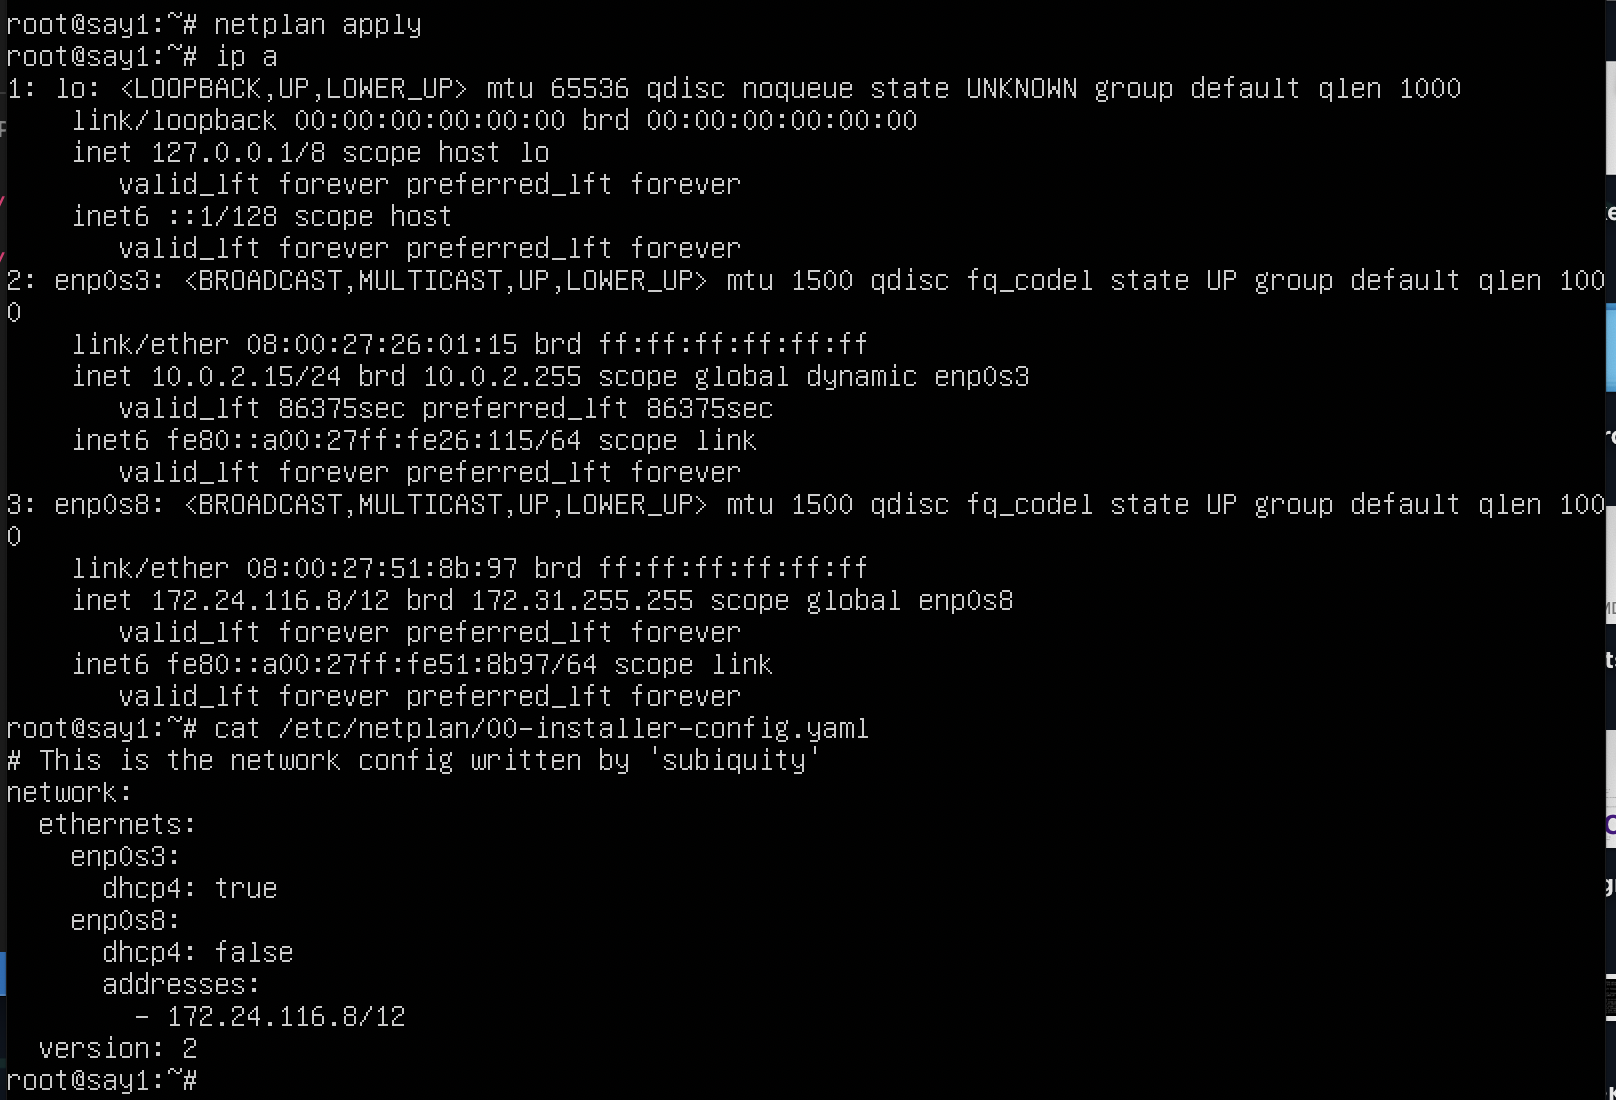 root@say1:~# netplan apply
root@say1:~# ip a
1: lo: <LOOPBACK,UP,LOWER_UP> mtu 65536 qdisc noqueue state UNKNOWN group default qlen 1000
    link/loopback 00:00:00:00:00:00 brd 00:00:00:00:00:00
    inet 127.0.0.1/8 scope host lo
       valid_lft forever preferred_lft forever
    inet6 ::1/128 scope host
       valid_lft forever preferred_lft forever
2: enp0s3: <BROADCAST,MULTICAST,UP,LOWER_UP> mtu 1500 qdisc fq_codel state UP group default qlen 100
0
    link/ether 08:00:27:26:01:15 brd ff:ff:ff:ff:ff:ff
    inet 10.0.2.15/24 brd 10.0.2.255 scope global dynamic enp0s3
       valid_lft 86375sec preferred_lft 86375sec
    inet6 fe80::a00:27ff:fe26:115/64 scope link
       valid_lft forever preferred_lft forever
3: enp0s8: <BROADCAST,MULTICAST,UP,LOWER_UP> mtu 1500 qdisc fq_codel state UP group default qlen 100
0
    link/ether 08:00:27:51:8b:97 brd ff:ff:ff:ff:ff:ff
    inet 172.24.116.8/12 brd 172.31.255.255 scope global enp0s8
       valid_lft forever preferred_lft forever
    inet6 fe80::a00:27ff:fe51:8b97/64 scope link
       valid_lft forever preferred_lft forever
root@say1:~# cat /etc/netplan/00-installer-config.yaml
# This is the network config written by 'subiquity'
network:
  ethernets:
    enp0s3:
      dhcp4: true
    enp0s8:
      dhcp4: false
      addresses:
        - 172.24.116.8/12
  version: 2
root@say1:~#